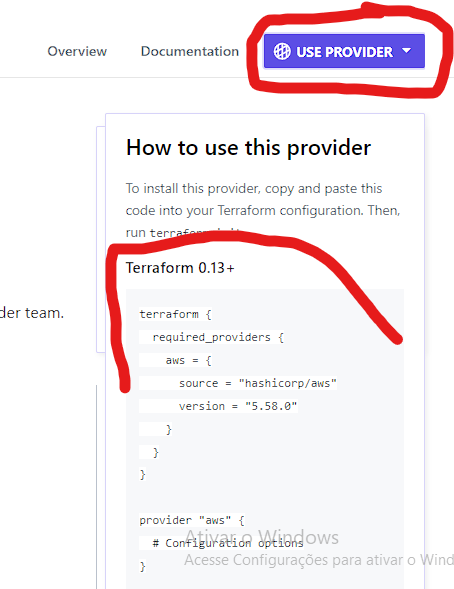 Overview Documentation USE PROVIDER
How to use this provider
To install this provider, copy and paste this
code into your Terraform configuration. Then,
run
der team.
Terraform 0.13+
terraform {
required_providers {
aws = {
source = "hashicorp/aws"
version = "5.58.0"
}
}
}
provider "aws" {
# Configuration options
}
Ativar o Windows
Acesse Configurações para ativar o Wind